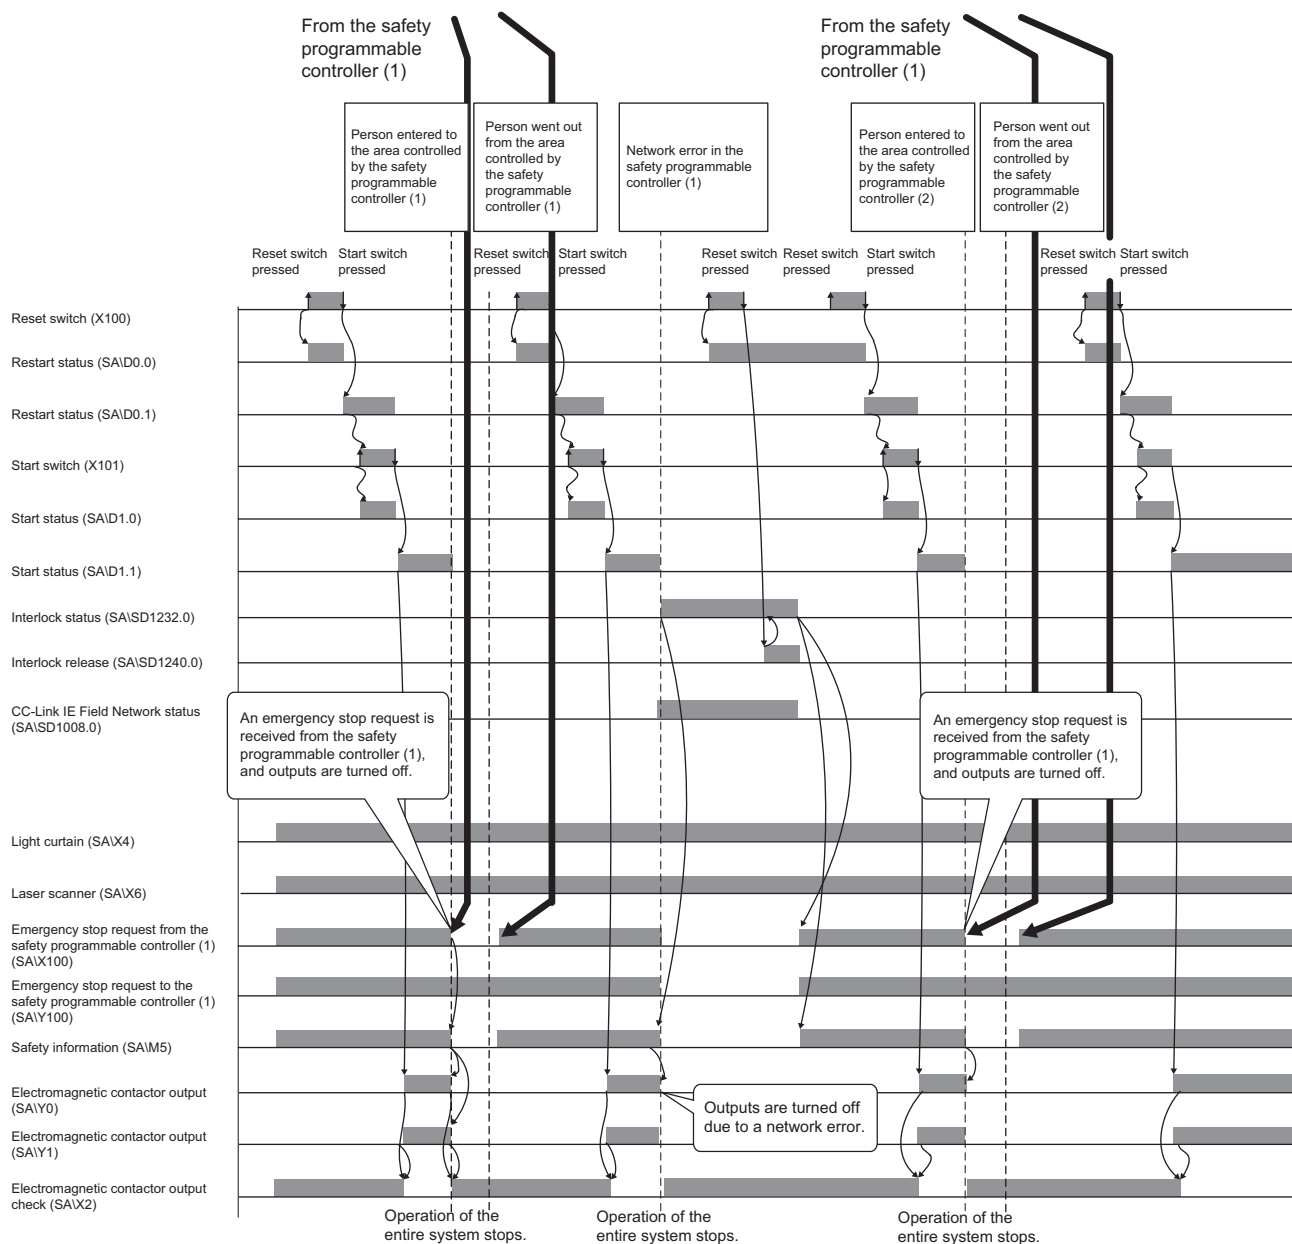 From the safety
programmable
controller (1)
From the safety
programmable
controller (1)
Person entered to
the area controlled
by the safety
programmable
controller (1)
Person went out
from the area
controlled by
the safety
programmable
controller (1)
Network error in the
safety programmable
controller (1)
Person entered to
the area controlled
by the safety
programmable
controller (2)
Person went out
from the area
controlled by
the safety
programmable
controller (2)
Reset switch
pressed
Start switch
pressed
Reset switch
pressed
Start switch
pressed
Reset switch
pressed
Reset switch
pressed
Start switch
pressed
Reset switch
pressed
Start switch
pressed
Reset switch (X100)
Restart status (SA\D0.0)
Restart status (SA\D0.1)
Start switch (X101)
Start status (SA\D1.0)
Start status (SA\D1.1)
Interlock status (SA\SD1232.0)
Interlock release (SA\SD1240.0)
CC-Link IE Field Network status
(SA\SD1008.0)
An emergency stop request is
received from the safety
programmable controller (1),
and outputs are turned off.
An emergency stop request is
received from the safety
programmable controller (1),
and outputs are turned off.
Light curtain (SA\X4)
Laser scanner (SA\X6)
Emergency stop request from the
safety programmable controller (1)
(SA\X100)
Emergency stop request to the
safety programmable controller (1)
(SA\Y100)
Safety information (SA\M5)
Electromagnetic contactor output
(SA\Y0)
Outputs are turned off
due to a network error.
Electromagnetic contactor output
(SA\Y1)
Electromagnetic contactor output
check (SA\X2)
Operation of the
entire system stops.
Operation of the
entire system stops.
Operation of the
entire system stops.